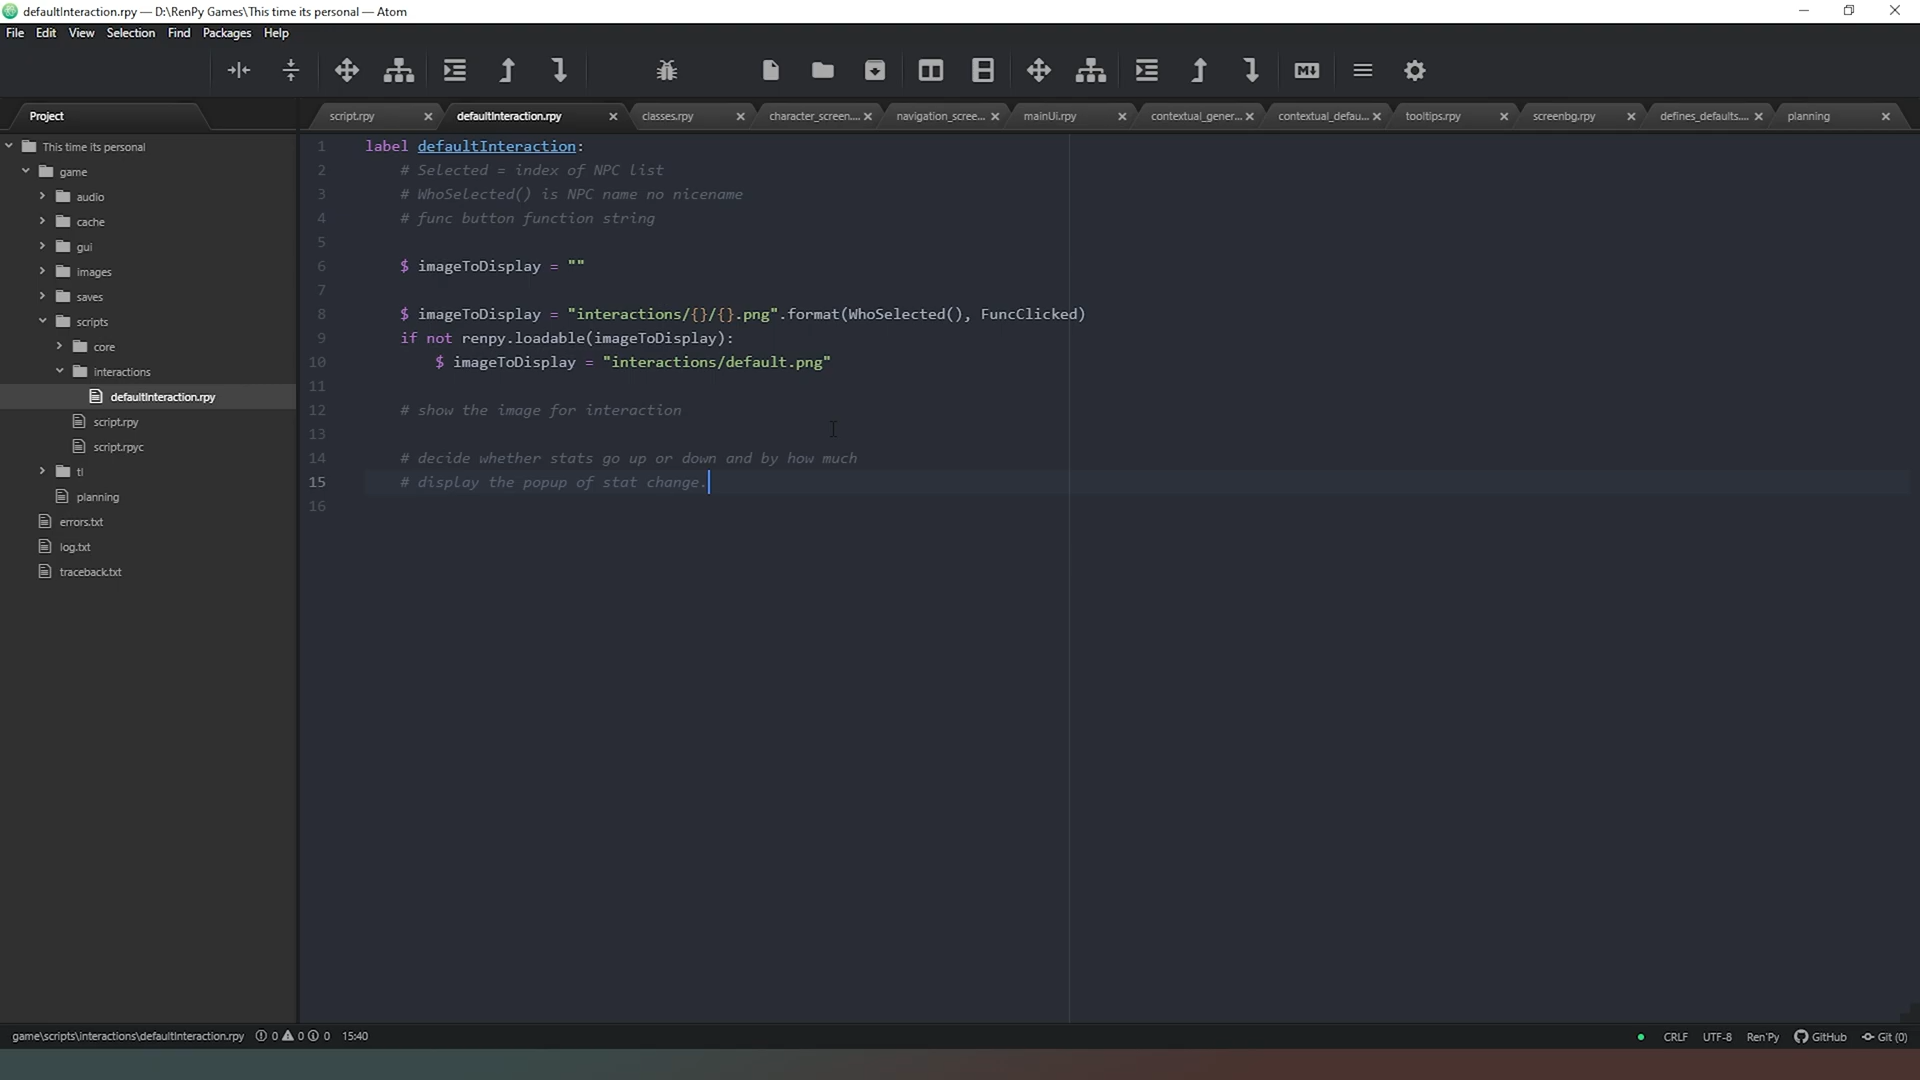 defaultInteraction.rpy — D:\RenPy Games\This time its personal — Atom
File Edit View Selection Find Packages Help
Project
script.rpy
defaultInteraction.rpy
classes.rpy
character_screen....
navigation_scree...
mainUi.rpy
contextual_gener...
contextual_defau...
tooltips.rpy
screenbg.rpy
defines_defaults....
planning
This time its personal
game
audio
cache
gui
images
saves
scripts
core
interactions
defaultInteraction.rpy
script.rpy
script.rpyc
tl
planning
errors.txt
log.txt
traceback.txt
1 label defaultInteraction:
2 # Selected = index of NPC list
3 # WhoSelected() is NPC name no nicename
4 # func button function string
5
6 $ imageToDisplay = ""
7
8 $ imageToDisplay = "interactions/{}/{}.png".format(WhoSelected(), FuncClicked)
9 if not renpy.loadable(imageToDisplay):
10 $ imageToDisplay = "interactions/default.png"
11
12 # show the image for interaction
13
14 # decide whether stats go up or down and by how much
15 # display the popup of stat change.
16
game\scripts\interactions\defaultInteraction.rpy 0 0 0 15:40
CRLF UTF-8 Ren'Py GitHub Git (0)